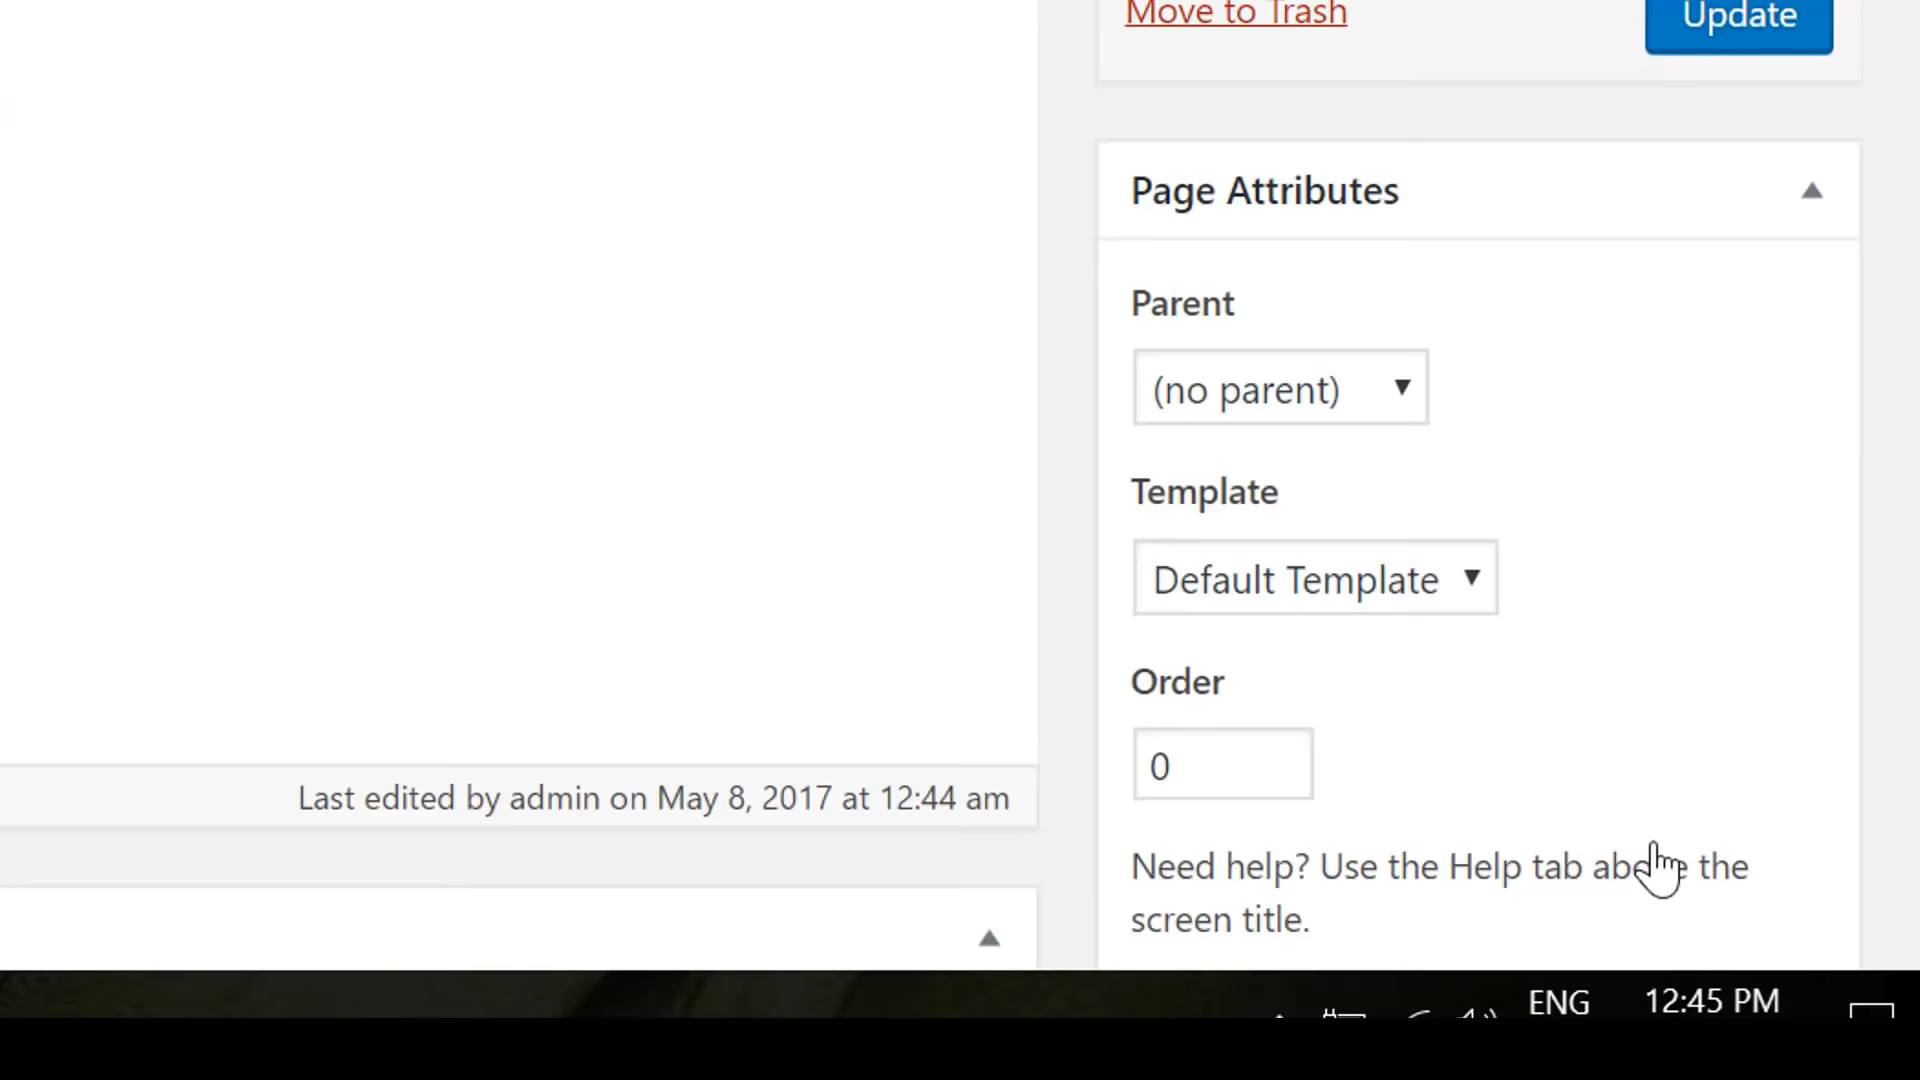 Move to Trash
Update
Page Attributes
Parent
(no parent)
Template
Default Template
Order
0
Last edited by admin on May 8, 2017 at 12:44 am
Need help? Use the Help tab above the
screen title.
ENG
12:45 PM